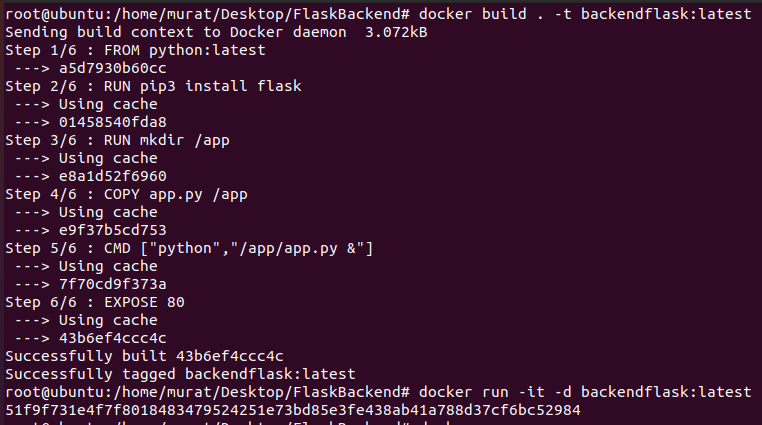 root@ubuntu:/home/murat/Desktop/FlaskBackend# docker build . -t backendflask:latest
Sending build context to Docker daemon  3.072kB
Step 1/6 : FROM python:latest
 ---> a5d7930b60cc
Step 2/6 : RUN pip3 install flask
 ---> Using cache
 ---> 01458540fda8
Step 3/6 : RUN mkdir /app
 ---> Using cache
 ---> e8a1d52f6960
Step 4/6 : COPY app.py /app
 ---> Using cache
 ---> e9f37b5cd753
Step 5/6 : CMD ["python","/app/app.py &"]
 ---> Using cache
 ---> 7f70cd9f373a
Step 6/6 : EXPOSE 80
 ---> Using cache
 ---> 43b6ef4ccc4c
Successfully built 43b6ef4ccc4c
Successfully tagged backendflask:latest
root@ubuntu:/home/murat/Desktop/FlaskBackend# docker run -it -d backendflask:latest
51f9f731e4f7f8018483479524251e73bd85e3fe438ab41a788d37cf6bc52984